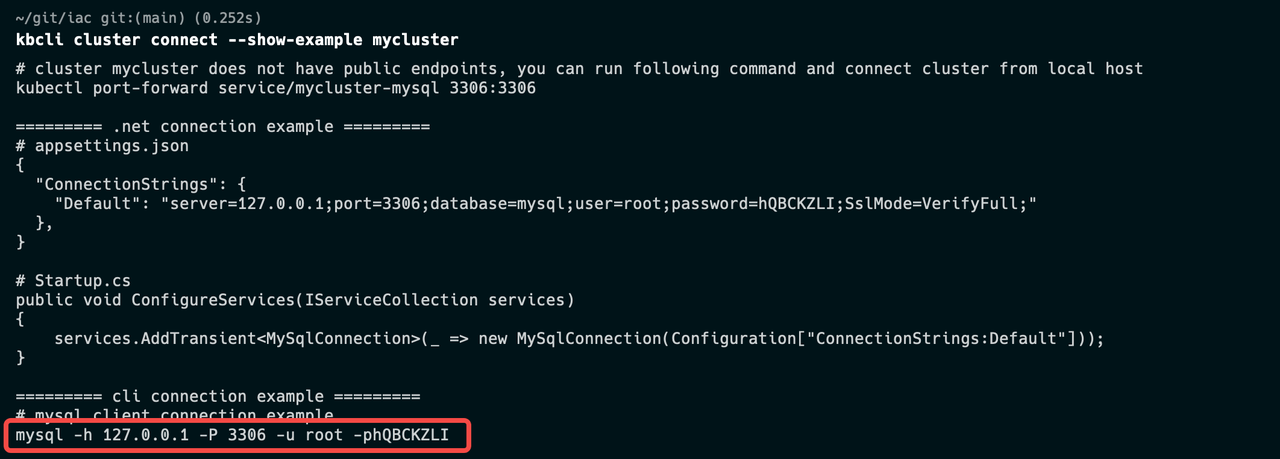 ~/git/iac git:(main) (0.252s)
kbcli cluster connect --show-example mycluster
# cluster mycluster does not have public endpoints, you can run following command and connect cluster from local host
kubectl port-forward service/mycluster-mysql 3306:3306
========= .net connection example =========
# appsettings.json
{
  "ConnectionStrings": {
    "Default": "server=127.0.0.1;port=3306;database=mysql;user=root;password=hQBCKZLI;SslMode=VerifyFull;"
  },
}
# Startup.cs
public void ConfigureServices(IServiceCollection services)
{
    services.AddTransient<MySqlConnection>(_ => new MySqlConnection(Configuration["ConnectionStrings:Default"]));
}
========= cli connection example =========
# mysql client connection example
mysql -h 127.0.0.1 -P 3306 -u root -phQBCKZLI